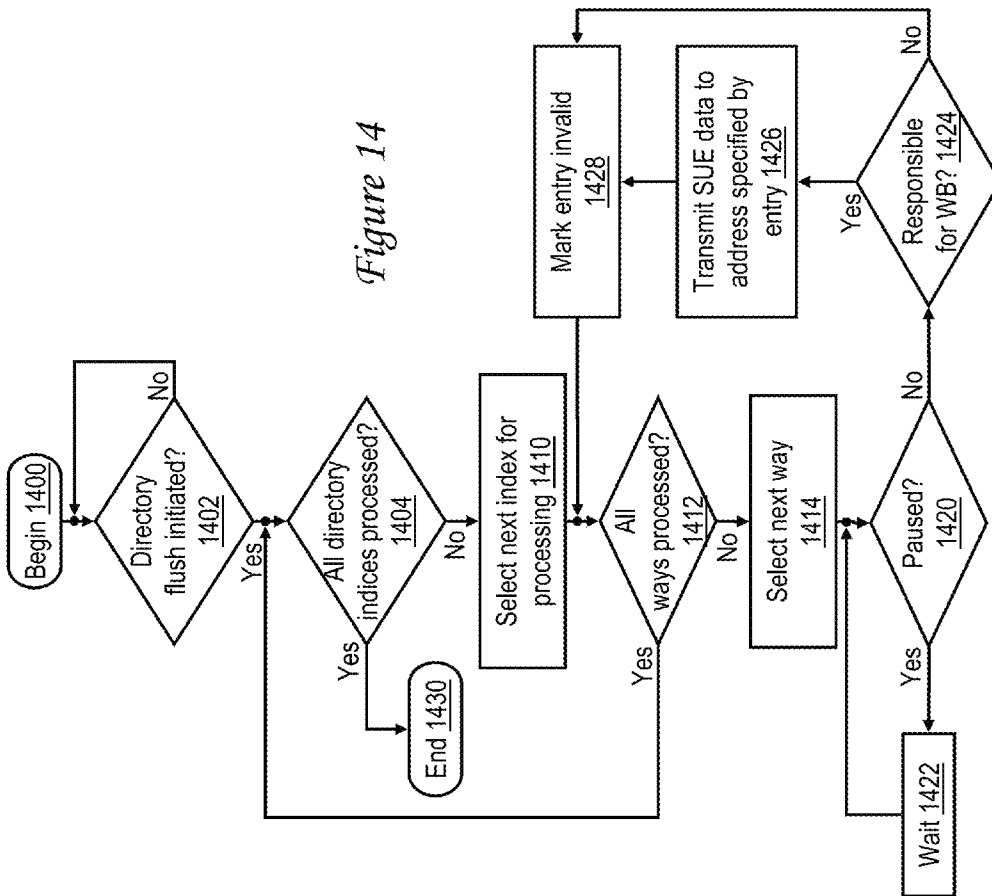 Begin 1400
Directory
flush initiated?
1402
No
Yes
All directory
indices processed?
1404
Yes
No
End 1430
Select next index for
processing 1410
All
ways processed?
1412
Yes
No
Select next way
1414
Paused?
1420
Yes
No
Wait 1422
Responsible
for WB? 1424
Yes
No
Transmit SUE data to
address specified by
entry 1426
Mark entry invalid
1428
Figure 14